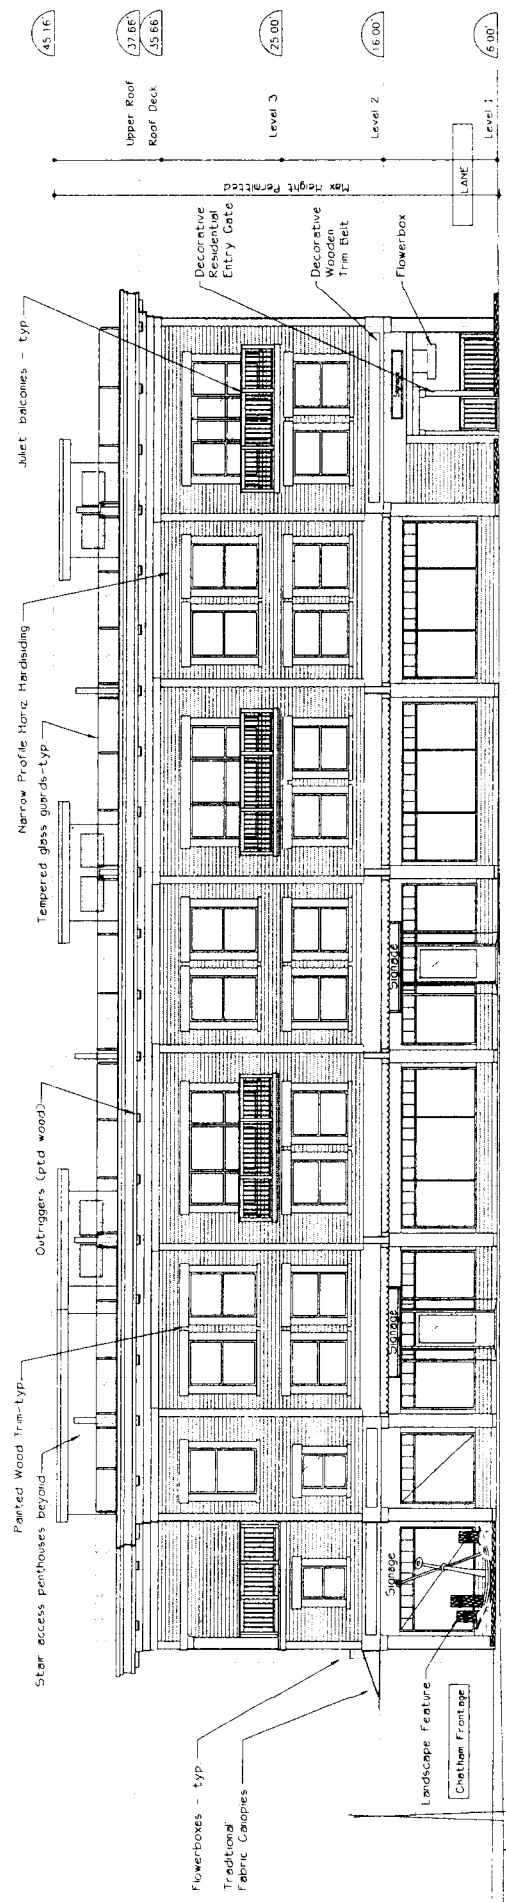 Stair access penthouses beyond
Painted Wood Trim-typ.
Outriggers (ptd wood)
Tempered glass guards-typ
Narrow Profile Horiz Hardisiding
Juliet balconies - typ.
45.16'
Upper Roof
37.66'
Roof Deck
35.66'
Level 3
25.00'
Level 2
16.00'
Level 1
6.00'
Max Height Permitted
LANE
Decorative
Residential
Entry Gate
Decorative
Wooden
Trim Belt
Flowerbox
Flowerboxes - typ
Traditional
Fabric Canopies
Landscape Feature
Chatham Frontage
Signage
Signage
Signage
Signage